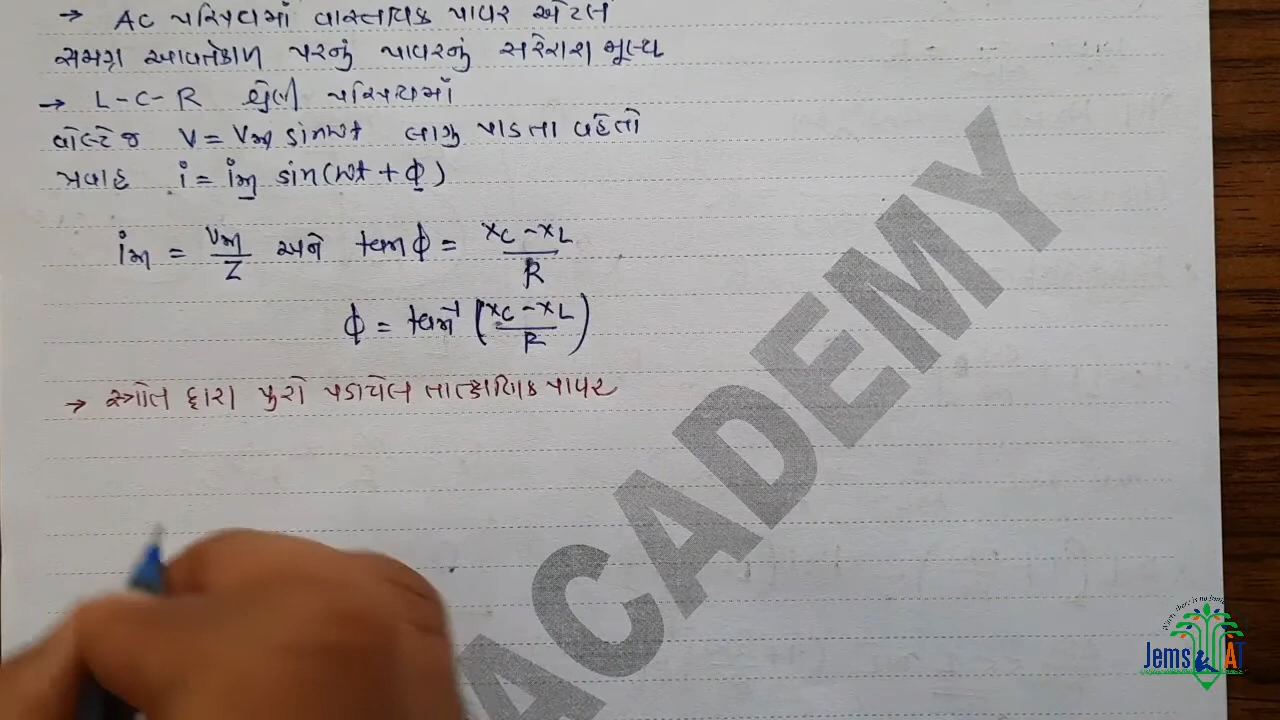 → AC પરિપથમાં વાસ્તવિક પાવર એટલે
સમગ્ર આવર્તકાળ પરનું પાવરનું સરેરાશ મૂલ્ય
→ L-C-R શ્રેણી પરિપથમાં
વોલ્ટેજ V = Vm sinωt લાગુ પાડતા વહેતો
પ્રવાહ i = im sin(ωt + ϕ)
im = Vm/Z અને tanϕ = (XC - XL)/R
ϕ = tan⁻¹ ((XC - XL)/R)
→ સ્ત્રોત દ્વારા પુરો પડાયેલ તાત્ક્ષણિક પાવર
ACADEMY
Jems AT